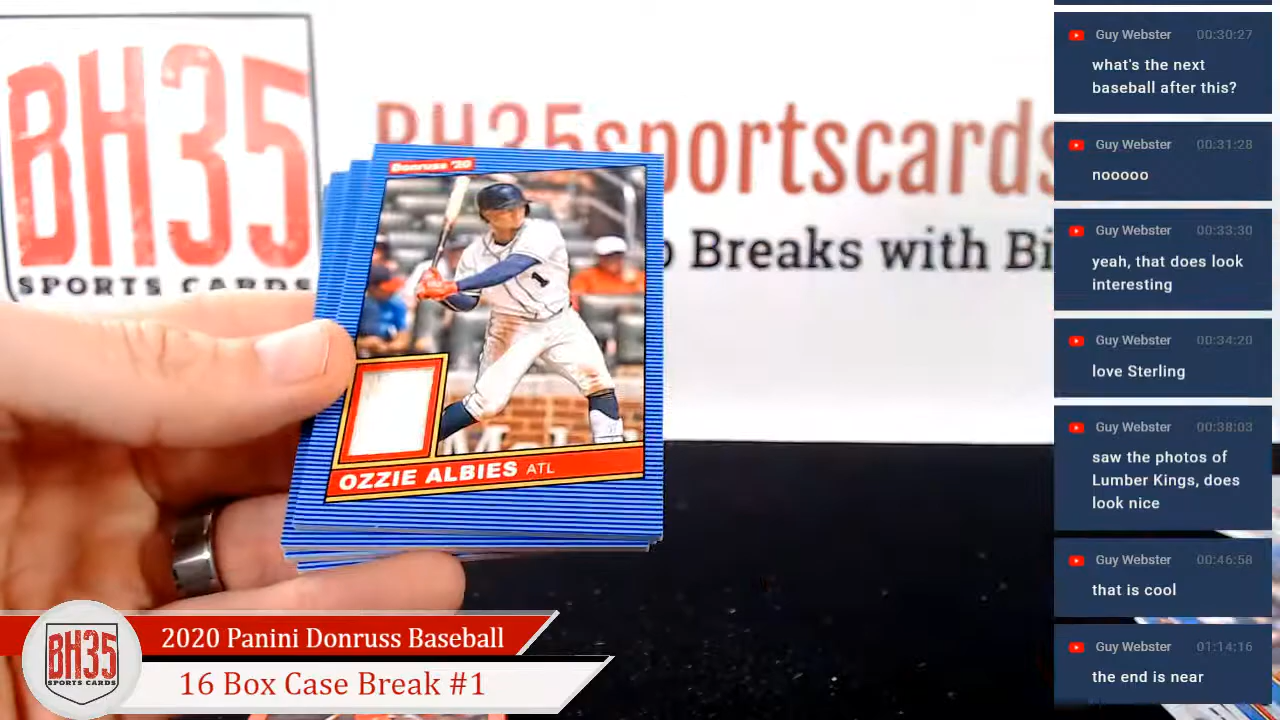 BH35
SPORTS CARDS
BH35sportscards
Breaks with Bi
Donruss '20
1
OZZIE ALBIES ATL
BH35
SPORTS CARDS
2020 Panini Donruss Baseball
16 Box Case Break #1
Guy Webster 00:30:27
what's the next
baseball after this?
Guy Webster 00:31:28
nooooo
Guy Webster 00:33:30
yeah, that does look
interesting
Guy Webster 00:34:20
love Sterling
Guy Webster 00:38:03
saw the photos of
Lumber Kings, does
look nice
Guy Webster 00:46:58
that is cool
Guy Webster 01:14:16
the end is near